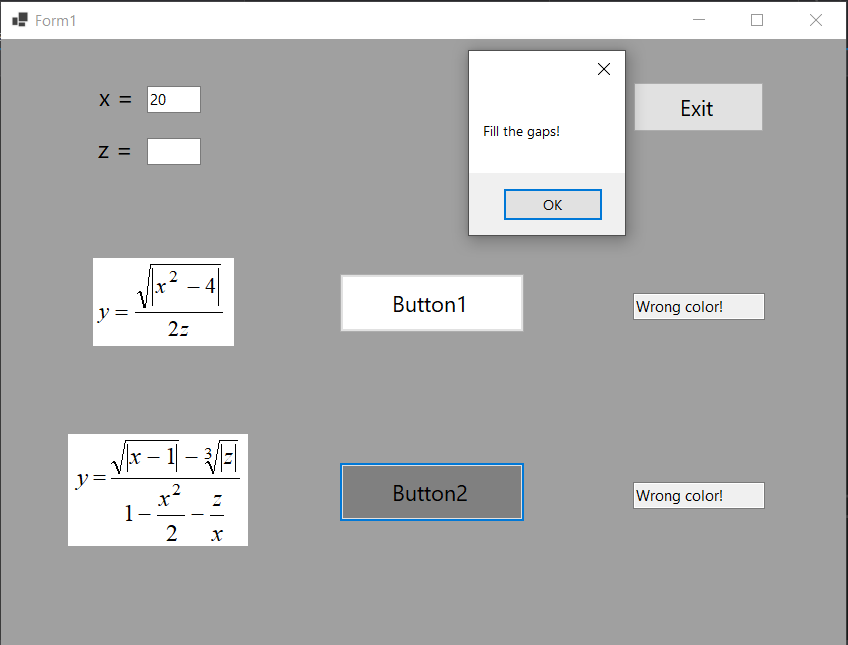 Form1
x = 20
z =
Fill the gaps!
OK
Exit
y = \frac{\sqrt{|x^2 - 4|}}{2z}
Button1
Wrong color!
y = \frac{\sqrt{|x - 1|} - \sqrt[3]{|z|}}{1 - \frac{x^2}{2} - \frac{z}{x}}
Button2
Wrong color!